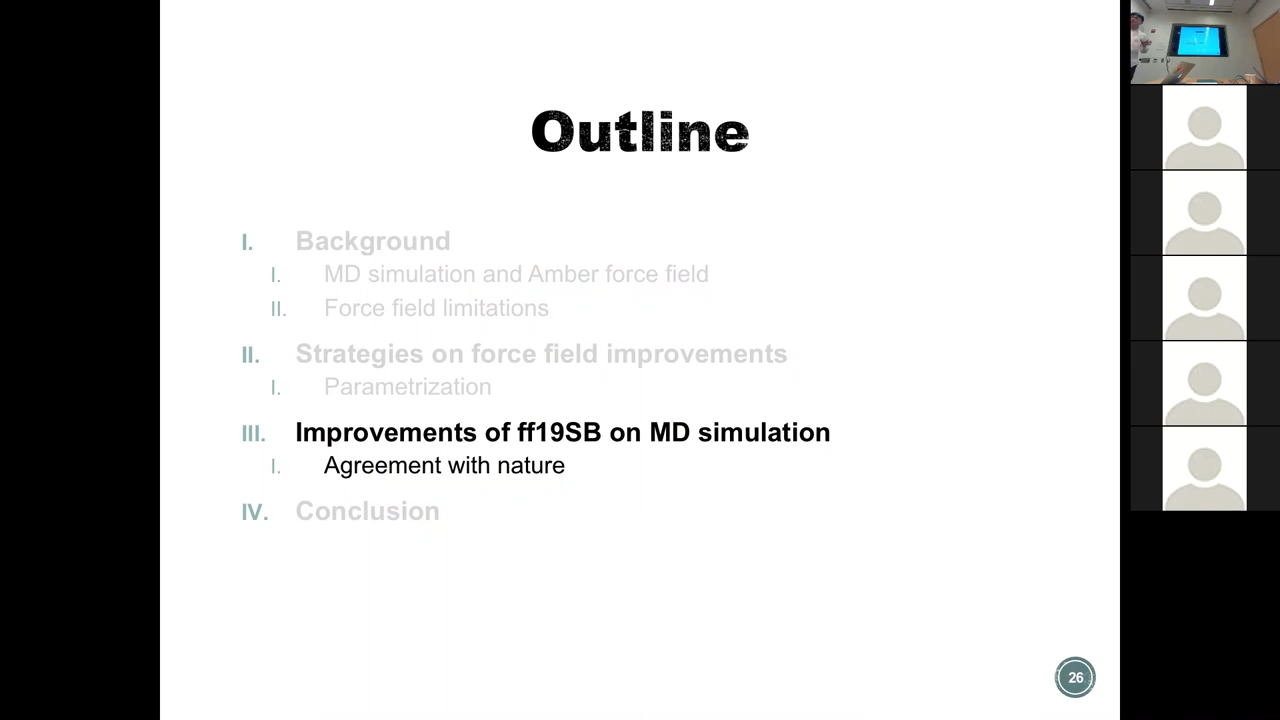 Outline
I. Background
I. MD simulation and Amber force field
II. Force field limitations
II. Strategies on force field improvements
I. Parametrization
III. Improvements of ff19SB on MD simulation
I. Agreement with nature
IV. Conclusion
26